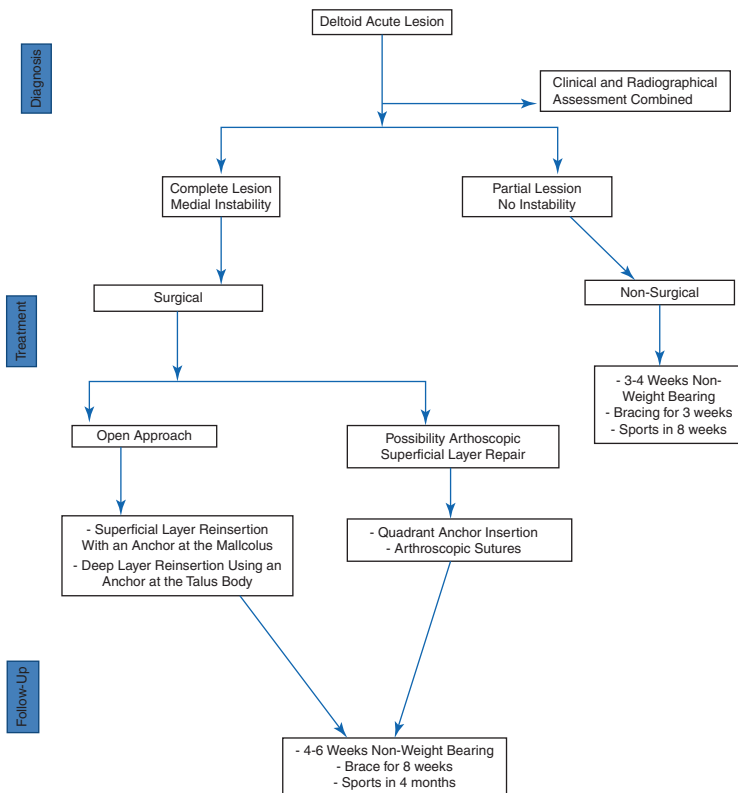 Deltoid Acute Lesion
Diagnosis
Clinical and Radiographical
Assessment Combined
Complete Lesion
Medial Instability
Partial Lession
No Instability
Treatment
Surgical
Non-Surgical
- 3-4 Weeks Non-
Weight Bearing
- Bracing for 3 weeks
- Sports in 8 weeks
Open Approach
Possibility Arthoscopic
Superficial Layer Repair
- Superficial Layer Reinsertion
With an Anchor at the Mallcolus
- Deep Layer Reinsertion Using an
Anchor at the Talus Body
- Quadrant Anchor Insertion
- Arthroscopic Sutures
Follow-Up
- 4-6 Weeks Non-Weight Bearing
- Brace for 8 weeks
- Sports in 4 months